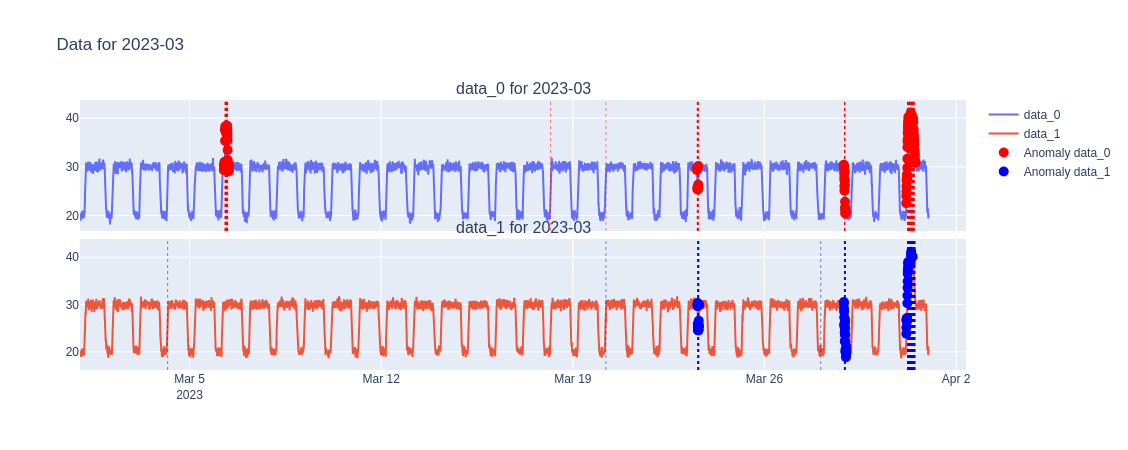 Data for 2023-03
data_0 for 2023-03
40
30
20
data_1 for 2023-03
40
30
20
Mar 5
2023
Mar 12
Mar 19
Mar 26
Apr 2
data_0
data_1
Anomaly data_0
Anomaly data_1